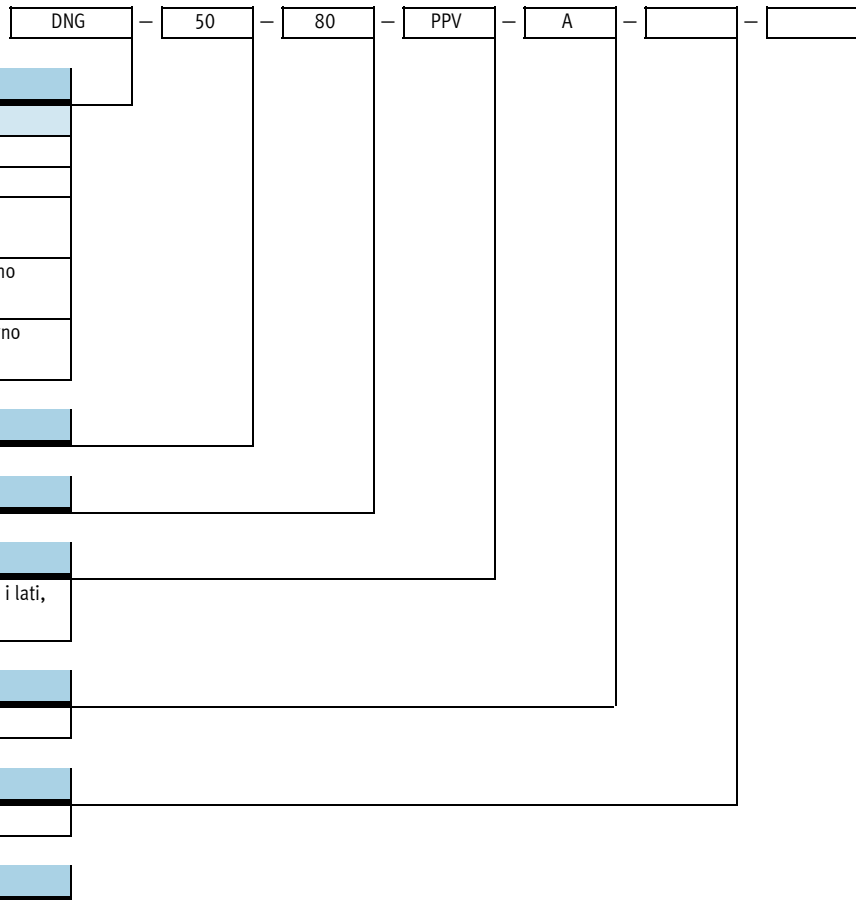 DNG – 50 – 80 – PPV – A – –
no
no
i lati,